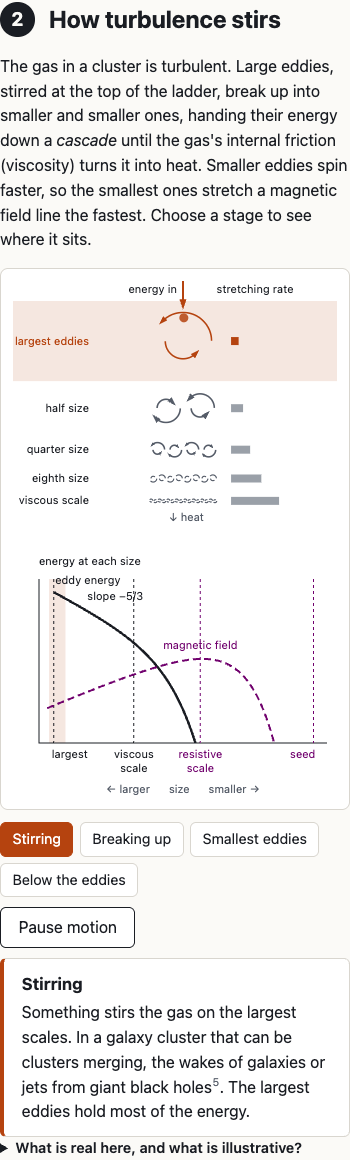 2 How turbulence stirs
The gas in a cluster is turbulent. Large eddies,
stirred at the top of the ladder, break up into
smaller and smaller ones, handing their energy
down a cascade until the gas's internal friction
(viscosity) turns it into heat. Smaller eddies spin
faster, so the smallest ones stretch a magnetic
field line the fastest. Choose a stage to see
where it sits.
energy in stretching rate
largest eddies
half size
quarter size
eighth size
viscous scale
↓ heat
energy at each size
eddy energy
slope −5/3
magnetic field
largest viscous resistive seed
scale scale
← larger size smaller →
Stirring Breaking up Smallest eddies
Below the eddies
Pause motion
Stirring
Something stirs the gas on the largest
scales. In a galaxy cluster that can be
clusters merging, the wakes of galaxies or
jets from giant black holes⁵. The largest
eddies hold most of the energy.
▶ What is real here, and what is illustrative?